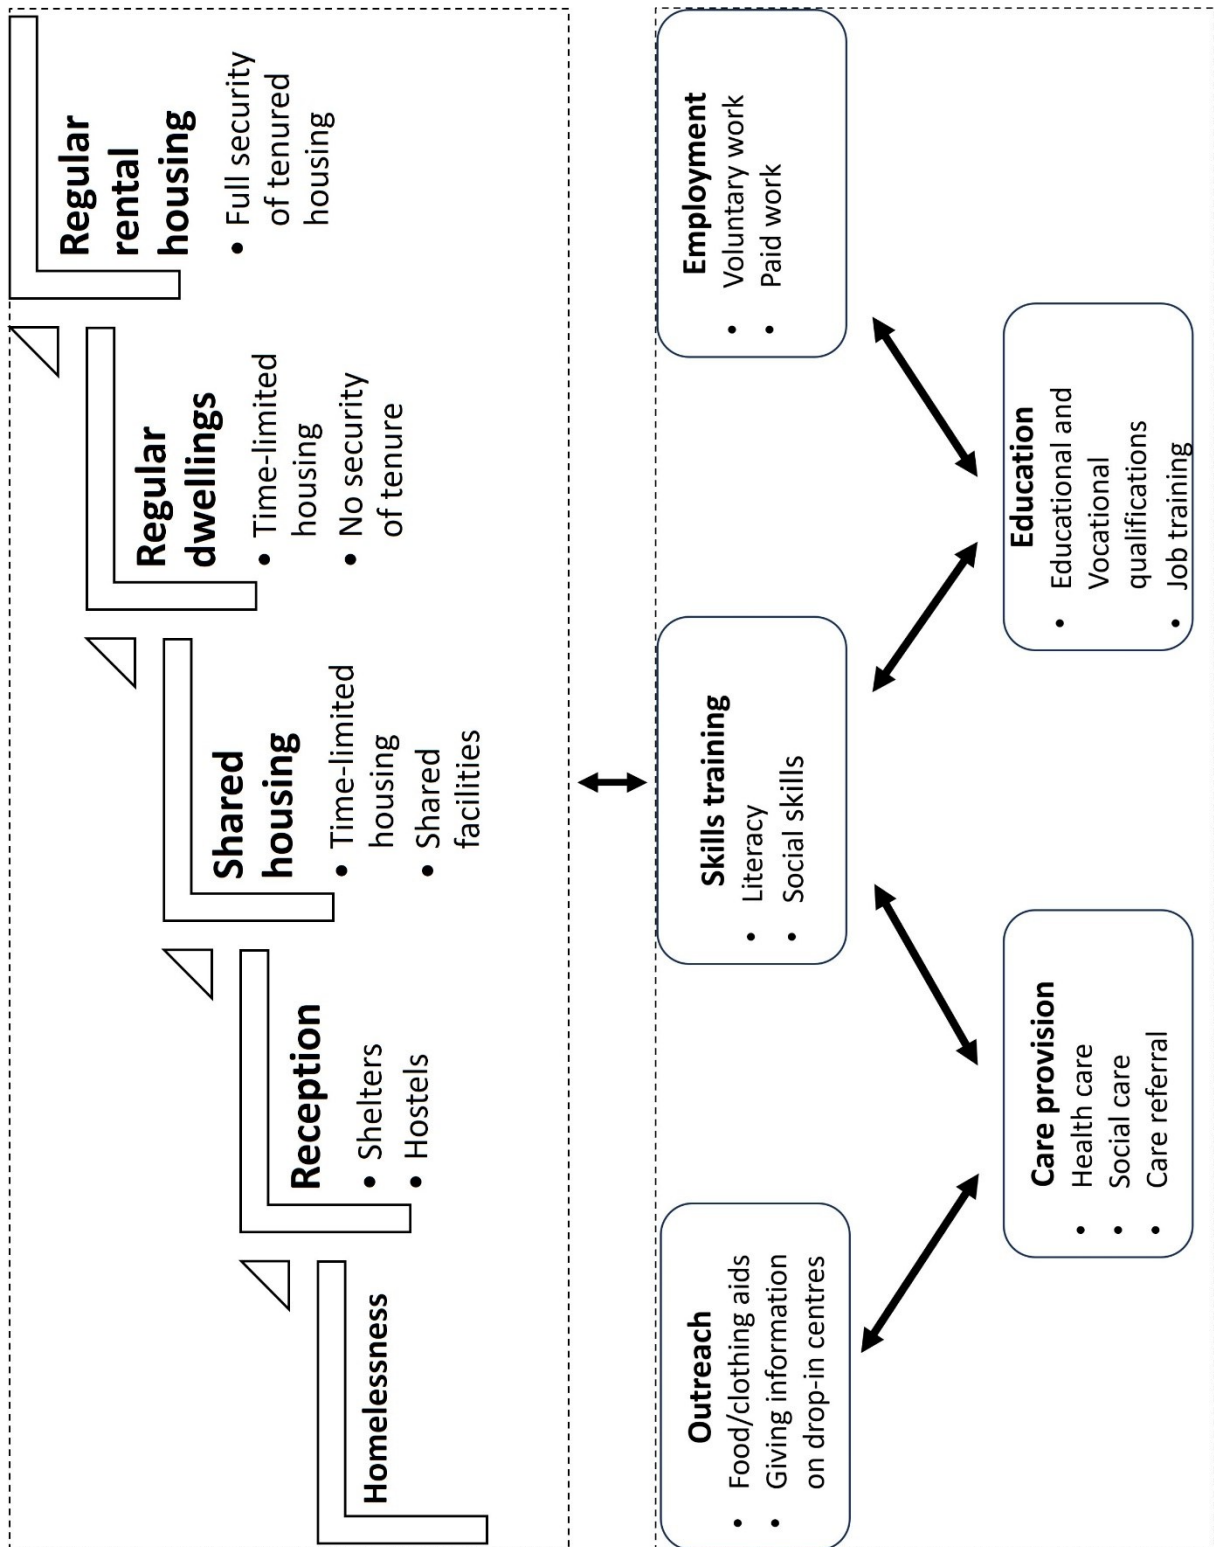 Homelessness
Reception
• Shelters
• Hostels
Shared
housing
• Time-limited
housing
• Shared
facilities
Regular
dwellings
• Time-limited
housing
• No security
of tenure
Regular
rental
housing
• Full security
of tenured
housing
Outreach
• Food/clothing aids
• Giving information
on drop-in centres
Care provision
• Health care
• Social care
• Care referral
Skills training
• Literacy
• Social skills
Education
• Educational and
Vocational
qualifications
• Job training
Employment
• Voluntary work
• Paid work